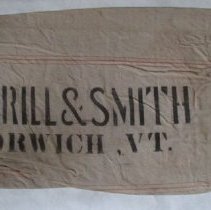 RILL&SMITH
ORWICH ,VT.